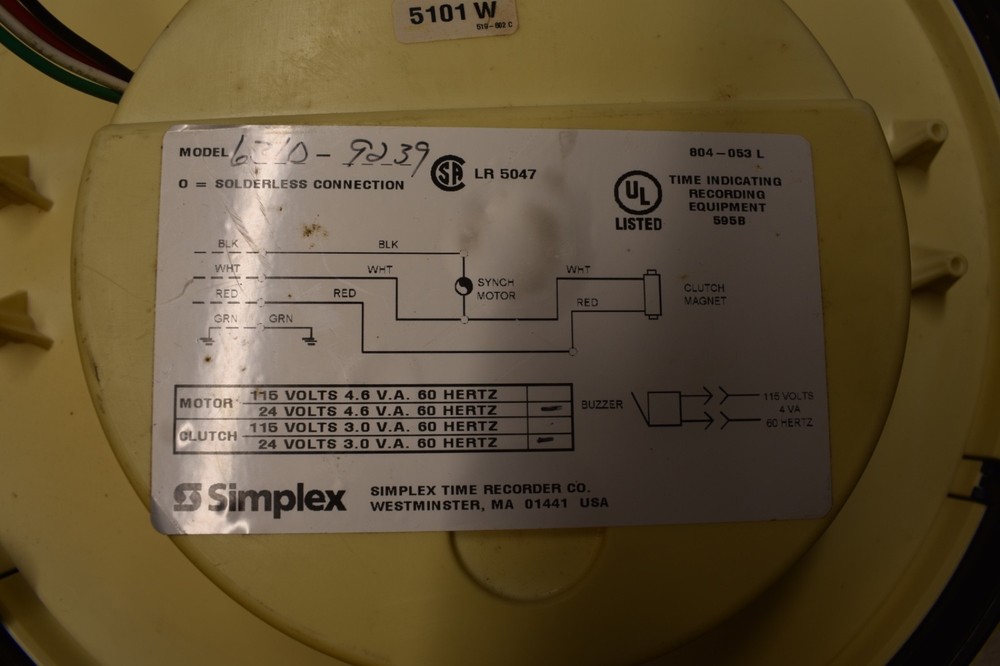 5101 W
519-082 C
MODEL 6310 - 9239
SA LR 5047
804-053 L
O = SOLDERLESS CONNECTION
UL
LISTED
TIME INDICATING
RECORDING
EQUIPMENT
595B
BLK BLK
WHT WHT
RED RED
GRN GRN
SYNCH
MOTOR
WHT
RED
CLUTCH
MAGNET
MOTOR
115 VOLTS 4.6 V.A. 60 HERTZ
24 VOLTS 4.6 V.A. 60 HERTZ
CLUTCH
115 VOLTS 3.0 V.A. 60 HERTZ
24 VOLTS 3.0 V.A. 60 HERTZ
BUZZER
115 VOLTS
4 VA
60 HERTZ
Simplex
SIMPLEX TIME RECORDER CO.
WESTMINSTER, MA 01441 USA